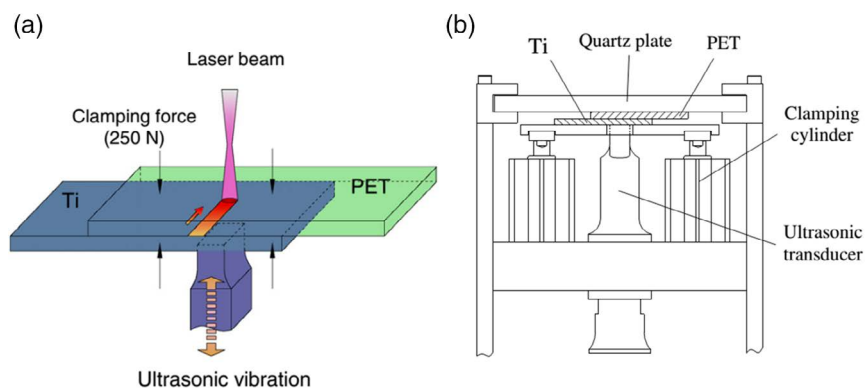 (a)
Laser beam
Clamping force
(250 N)
Ti
PET
Ultrasonic vibration
(b)
Ti
Quartz plate
PET
Clamping
cylinder
Ultrasonic
transducer